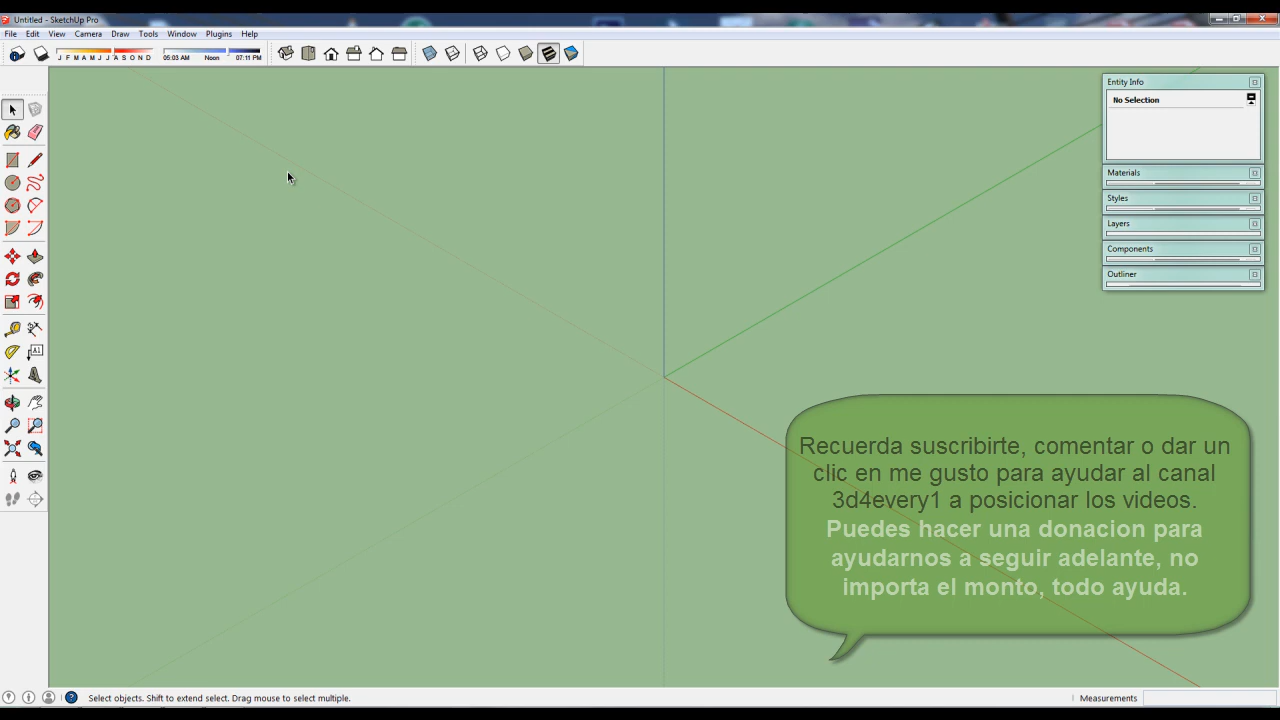 Untitled - SketchUp Pro
File Edit View Camera Draw Tools Window Plugins Help
J F M A M J J A S O N D 05:03 AM Noon 07:11 PM
Entity Info
No Selection
Materials
Styles
Layers
Components
Outliner
A1
Recuerda suscribirte, comentar o dar un
clic en me gusto para ayudar al canal
3d4every1 a posicionar los videos.
Puedes hacer una donacion para
ayudarnos a seguir adelante, no
importa el monto, todo ayuda.
Select objects. Shift to extend select. Drag mouse to select multiple.
Measurements